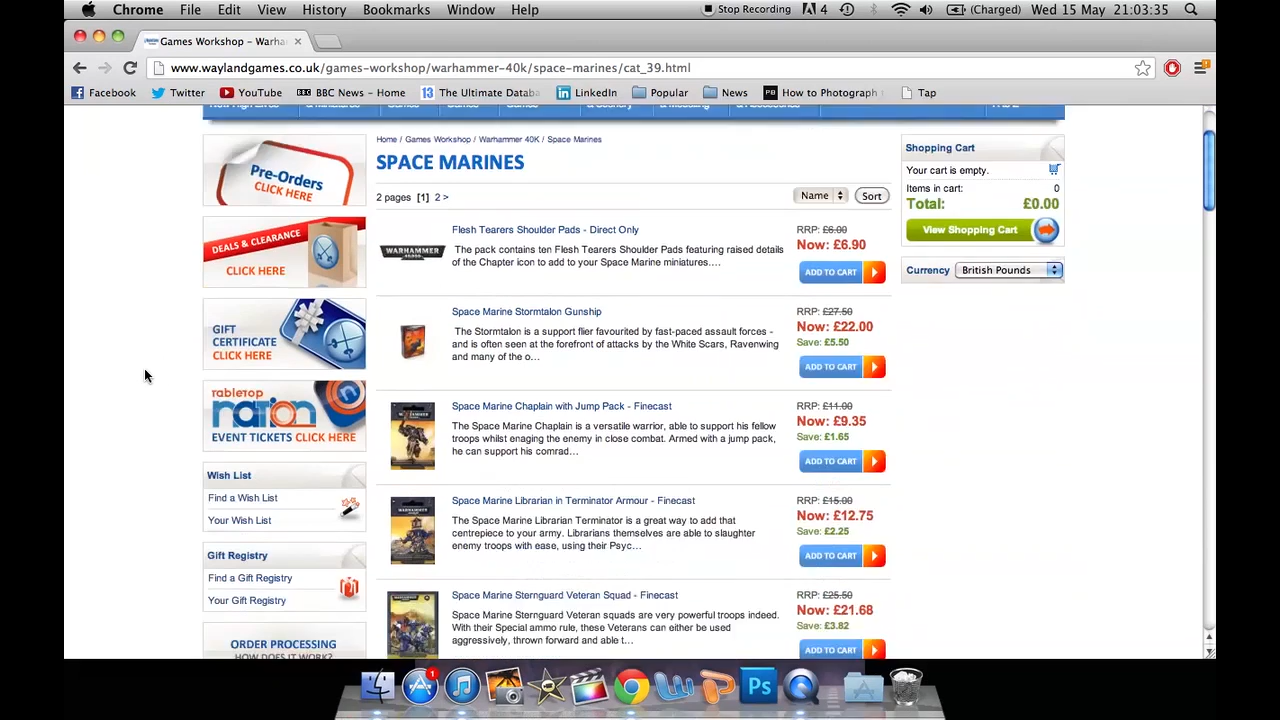 Chrome File Edit View History Bookmarks Window Help Stop Recording 4 (Charged) Wed 15 May 21:03:35
Games Workshop – Warha
www.waylandgames.co.uk/games-workshop/warhammer-40k/space-marines/cat_39.html
Facebook Twitter YouTube BBC News – Home The Ultimate Datab LinkedIn Popular News How to Photograph Tap
Home / Games Workshop / Warhammer 40K / Space Marines
SPACE MARINES
2 pages [1] 2 >
Name Sort
Pre-Orders
CLICK HERE
DEALS & CLEARANCE
CLICK HERE
GIFT
CERTIFICATE
CLICK HERE
tabletop
nation
EVENT TICKETS CLICK HERE
Wish List
Find a Wish List
Your Wish List
Gift Registry
Find a Gift Registry
Your Gift Registry
ORDER PROCESSING
HOW DOES IT WORK?
WARHAMMER
Flesh Tearers Shoulder Pads - Direct Only
The pack contains ten Flesh Tearers Shoulder Pads featuring raised details
of the Chapter icon to add to your Space Marine miniatures....
RRP: £6.00
Now: £6.90
ADD TO CART
Space Marine Stormtalon Gunship
The Stormtalon is a support flier favoured by fast-paced assault forces -
and is often seen at the forefront of attacks by the White Scars, Ravenwing
and many of the o...
RRP: £27.50
Now: £22.00
Save: £5.50
ADD TO CART
Space Marine Chaplain with Jump Pack - Finecast
The Space Marine Chaplain is a versatile warrior, able to support his fellow
troops whilst enaging the enemy in close combat. Armed with a jump pack,
he can support his comrad...
RRP: £11.00
Now: £9.35
Save: £1.65
ADD TO CART
Space Marine Librarian in Terminator Armour - Finecast
The Space Marine Librarian Terminator is a great way to add that
centrepiece to your army. Librarians themselves are able to slaughter
enemy troops with ease, using their Psyc...
RRP: £15.00
Now: £12.75
Save: £2.25
ADD TO CART
Space Marine Sternguard Veteran Squad - Finecast
Space Marine Sternguard Veteran squads are very powerful troops indeed.
With their Special ammo rule, these Veterans can either be used
aggressively, thrown forward and able t...
RRP: £25.50
Now: £21.68
Save: £3.82
ADD TO CART
Shopping Cart
Your cart is empty.
Items in cart: 0
Total: £0.00
View Shopping Cart
Currency British Pounds
1
Ps